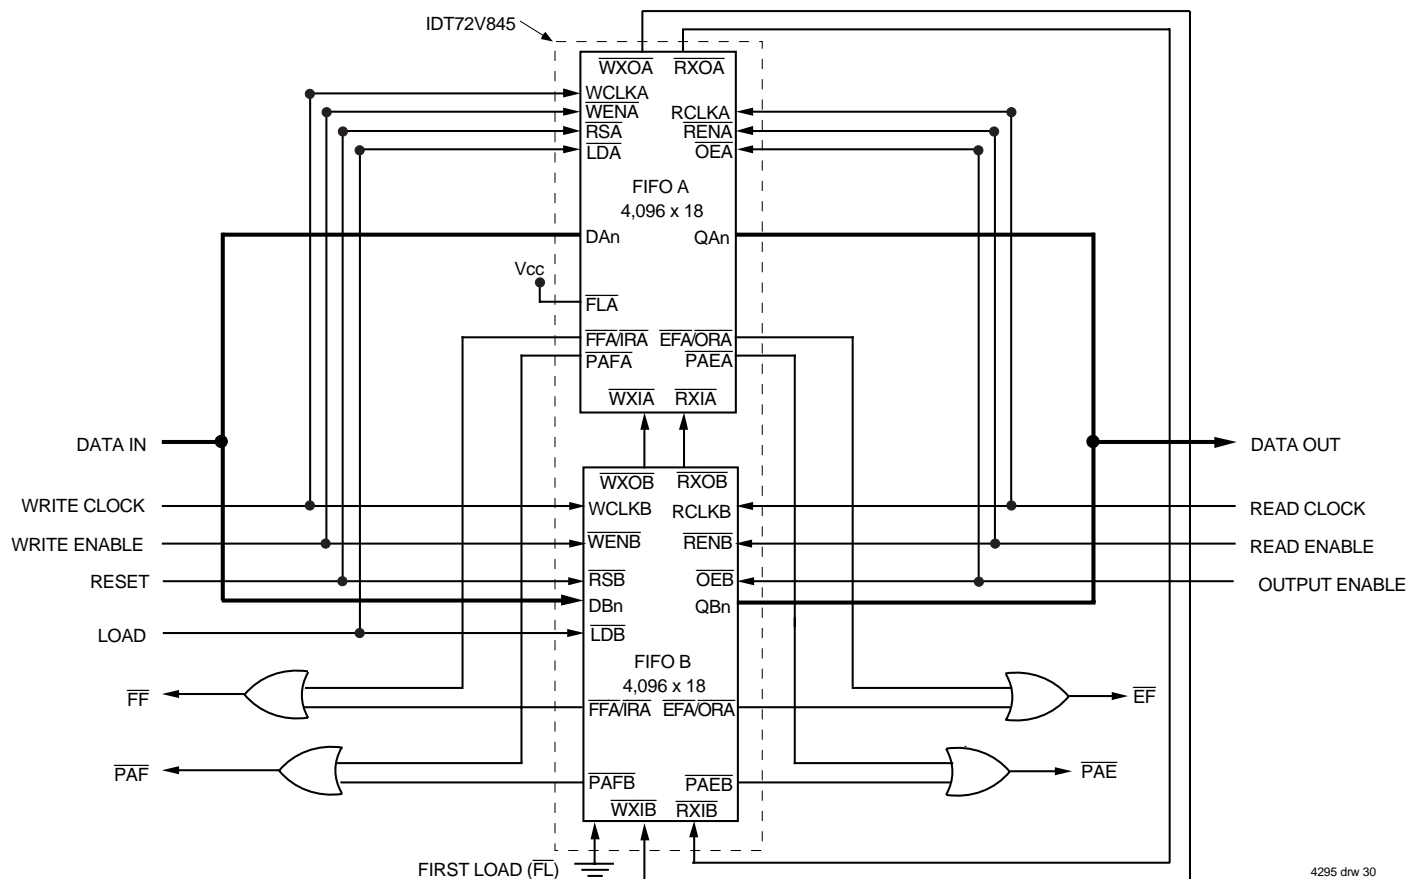 IDT72V845
WXOA RXOA
WCLKA
WENA RCLKA
RSA RENA
LDA OEA
FIFO A
4,096 x 18
DAn QAn
Vcc
FLA
FFA/IRA EFA/ORA
PAFA PAEA
WXIA RXIA
DATA IN DATA OUT
WXOB RXOB
WRITE CLOCK WCLKB RCLKB READ CLOCK
WRITE ENABLE WENB RENB READ ENABLE
RESET RSB OEB OUTPUT ENABLE
DBn QBn
LOAD LDB
FIFO B
4,096 x 18
FF FFA/IRA EFA/ORA EF
PAF PAFB PAEB PAE
WXIB RXIB
FIRST LOAD (FL)
4295 drw 30